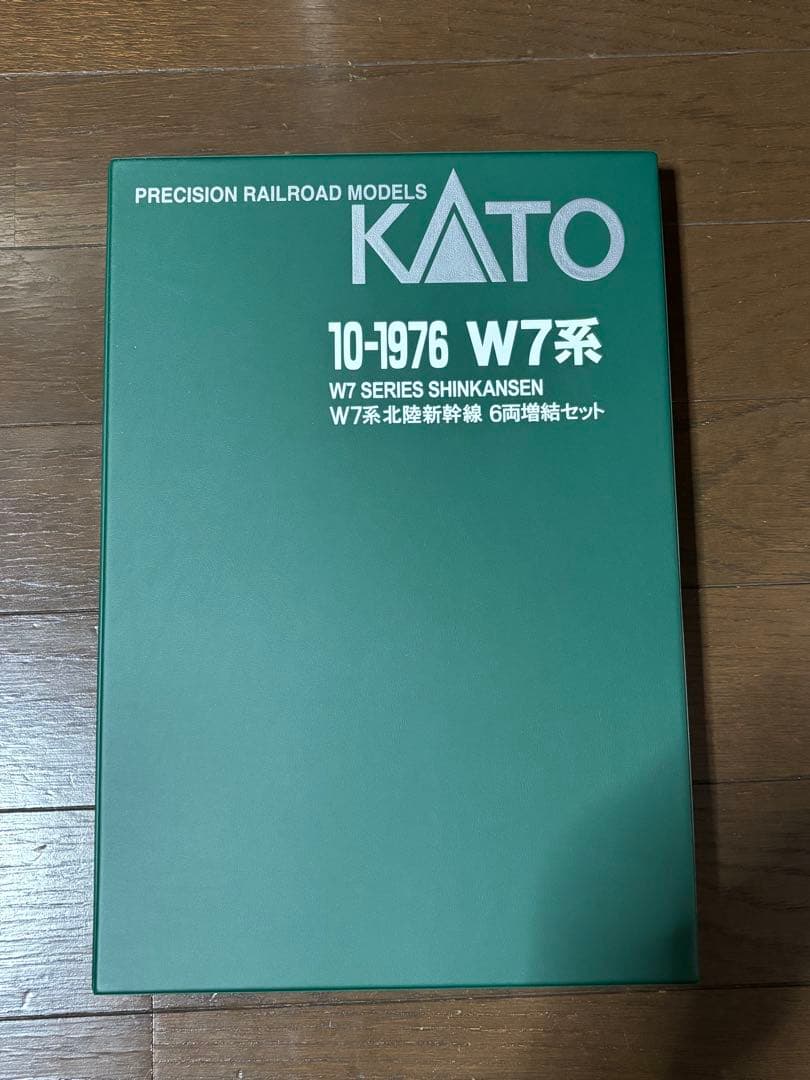 PRECISION RAILROAD MODELS
KATO
10-1976 W7系
W7 SERIES SHINKANSEN
W7系北陸新幹線 6両増結セット